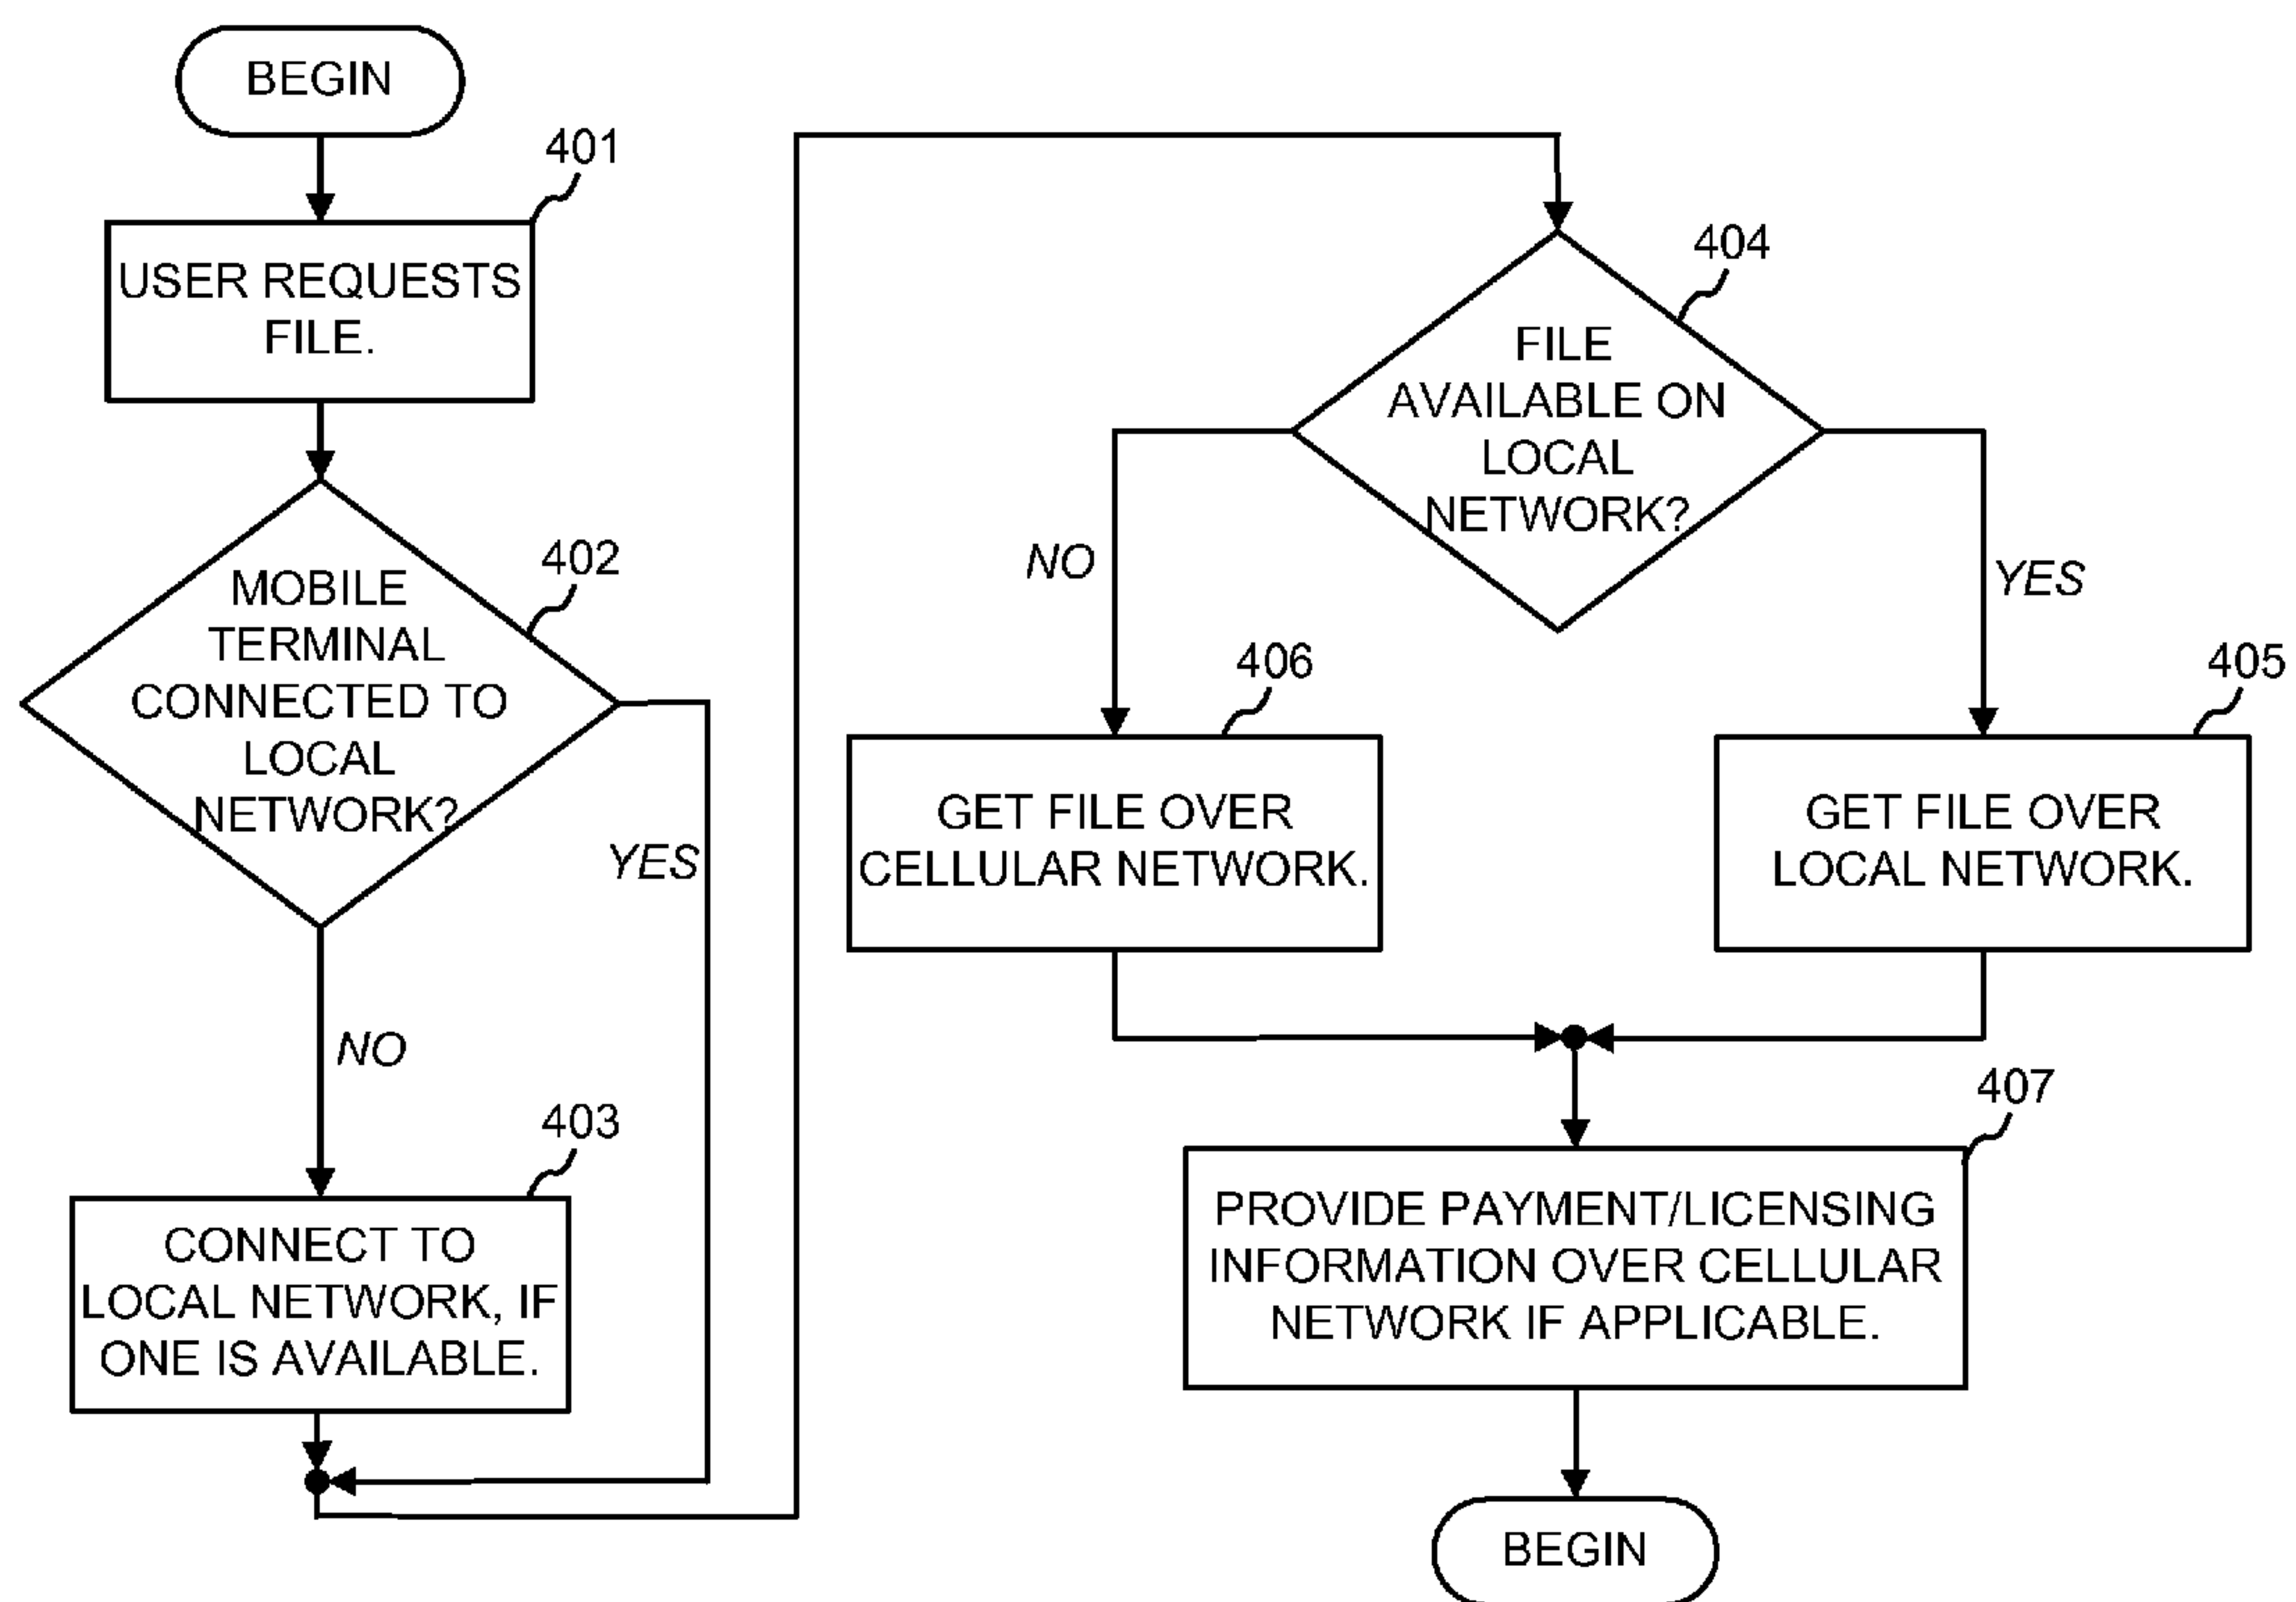 BEGIN
401
USER REQUESTS
FILE.
402
MOBILE
TERMINAL
CONNECTED TO
LOCAL
NETWORK?
YES
NO
403
CONNECT TO
LOCAL NETWORK, IF
ONE IS AVAILABLE.
404
FILE
AVAILABLE ON
LOCAL
NETWORK?
NO
YES
406
GET FILE OVER
CELLULAR NETWORK.
405
GET FILE OVER
LOCAL NETWORK.
407
PROVIDE PAYMENT/LICENSING
INFORMATION OVER CELLULAR
NETWORK IF APPLICABLE.
BEGIN